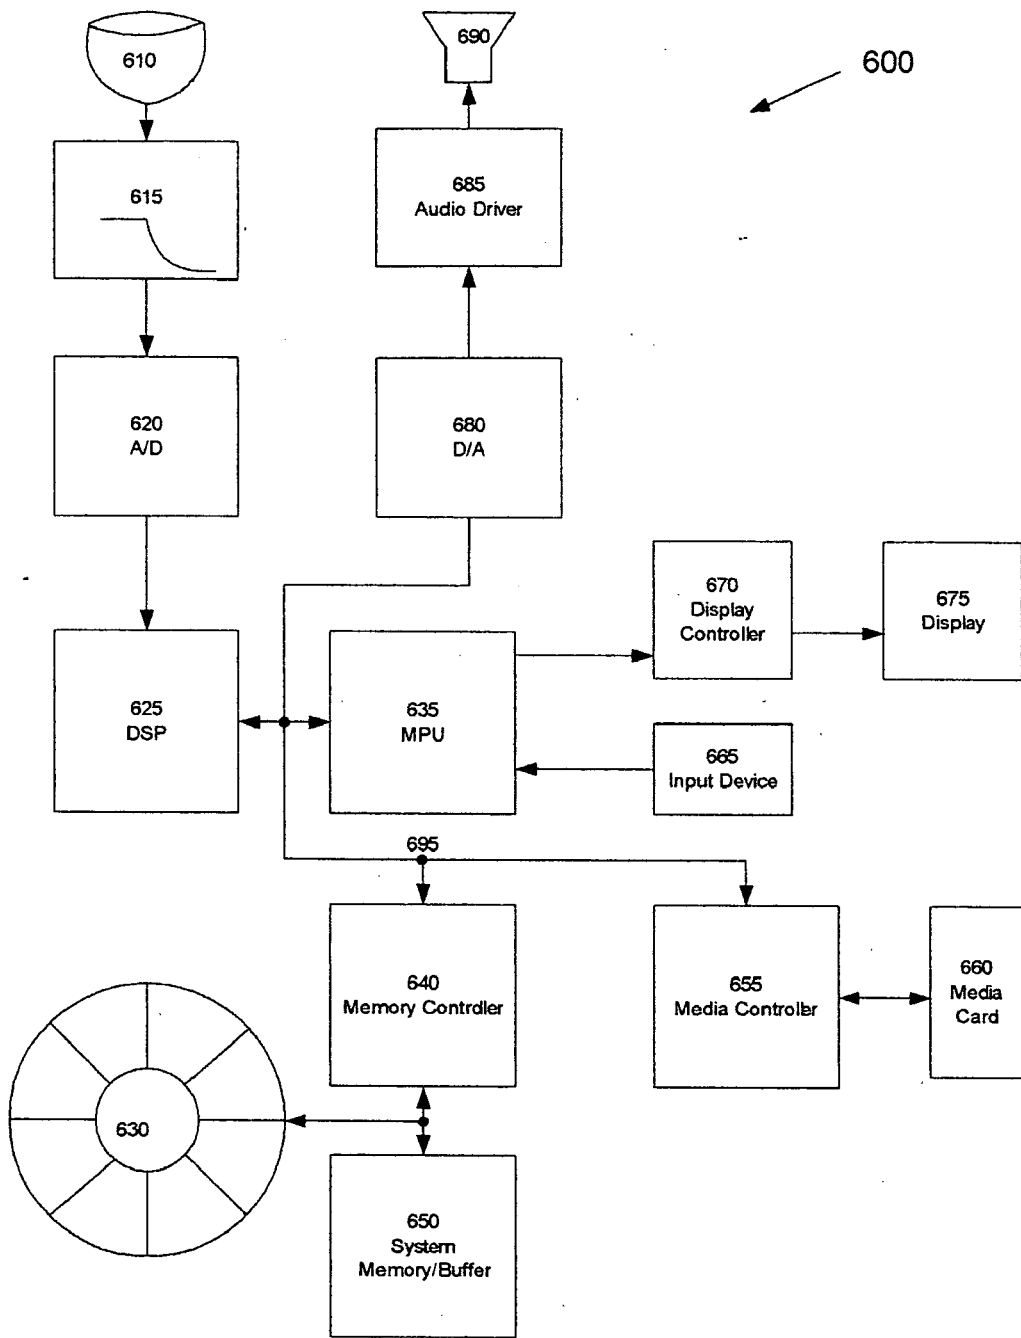 610
690
600
615
685
Audio Driver
620
A/D
680
D/A
670
Display
Controller
675
Display
625
DSP
635
MPU
665
Input Device
695
640
Memory Contrdler
655
Media Controller
660
Media
Card
630
650
System
Memory/Buffer